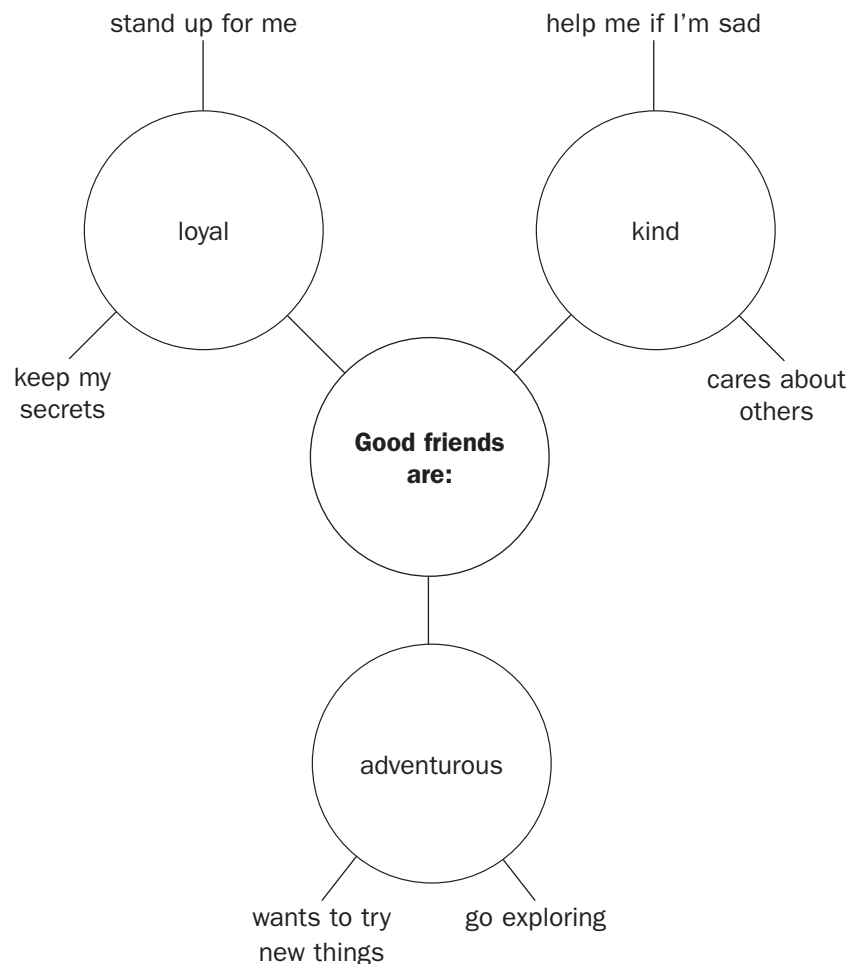 stand up for me
help me if I'm sad
loyal
kind
keep my
secrets
cares about
others
Good friends
are:
adventurous
wants to try
new things
go exploring